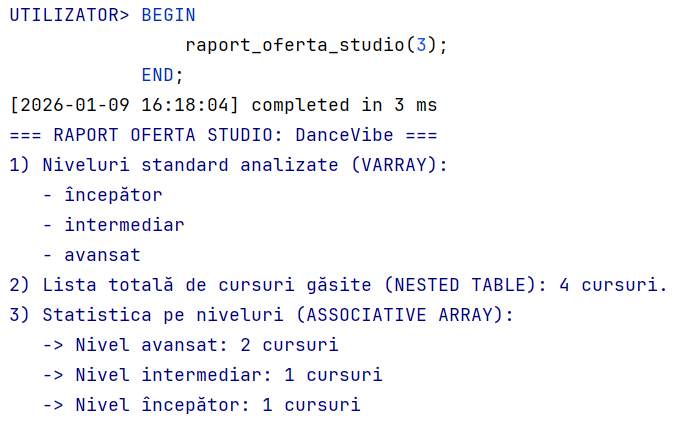 UTILIZATOR> BEGIN
raport_oferta_studio(3);
END;
[2026-01-09 16:18:04] completed in 3 ms
=== RAPORT OFERTA STUDIO: DanceVibe ===
1) Niveluri standard analizate (VARRAY):
- începător
- intermediar
- avansat
2) Lista totală de cursuri găsite (NESTED TABLE): 4 cursuri.
3) Statistica pe niveluri (ASSOCIATIVE ARRAY):
-> Nivel avansat: 2 cursuri
-> Nivel intermediar: 1 cursuri
-> Nivel începător: 1 cursuri